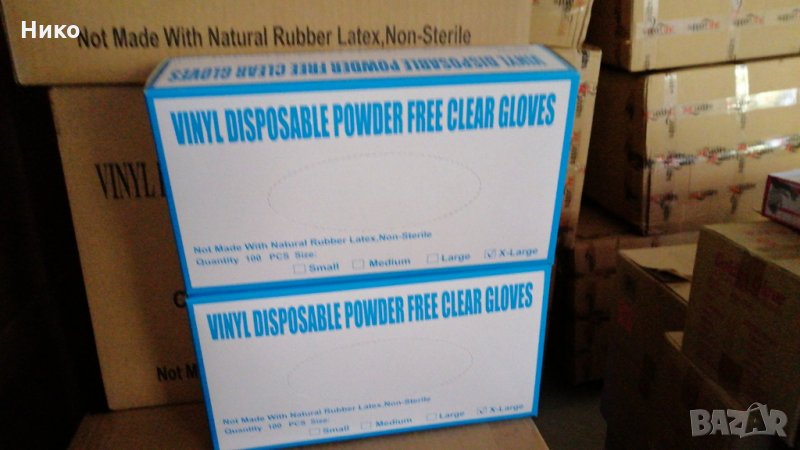 Нико
Not Made With Natural Rubber Latex,Non-Sterile
VINYL DISPOSABLE POWDER FREE CLEAR GLOVES
VINYL DISPOSABLE POWDER FREE CLEAR GLOVES
VINYL
Not Made With Natural Rubber Latex,Non-Sterile
Quantity 100 PCS Size:
Small Medium Large X-Large
VINYL DISPOSABLE POWDER FREE CLEAR GLOVES
Not M
Not Made With Natural Rubber Latex,Non-Sterile
Quantity 100 PCS Size:
Small Medium Large X-Large
BAZAR